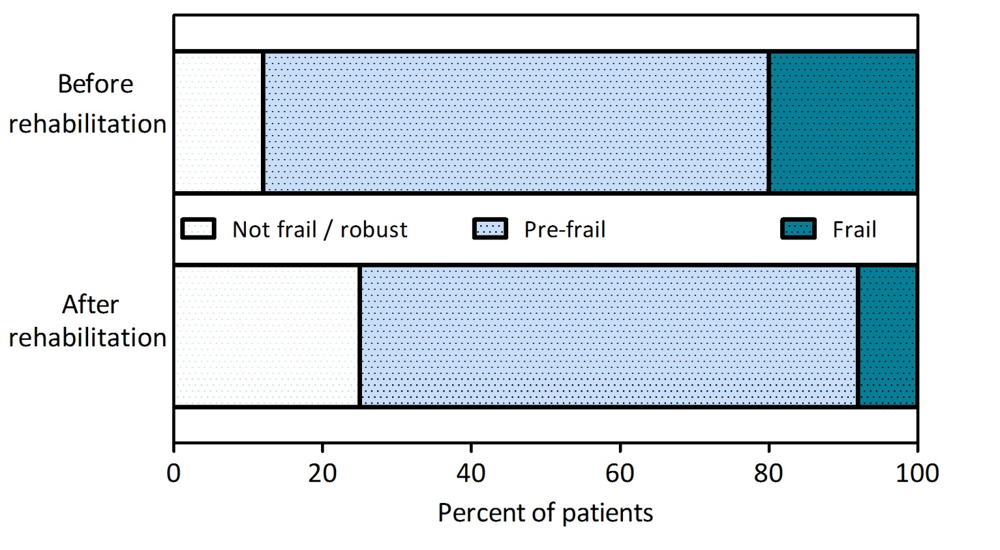 Before
rehabilitation
Not frail / robust
Pre-frail
Frail
After
rehabilitation
0 20 40 60 80 100
Percent of patients